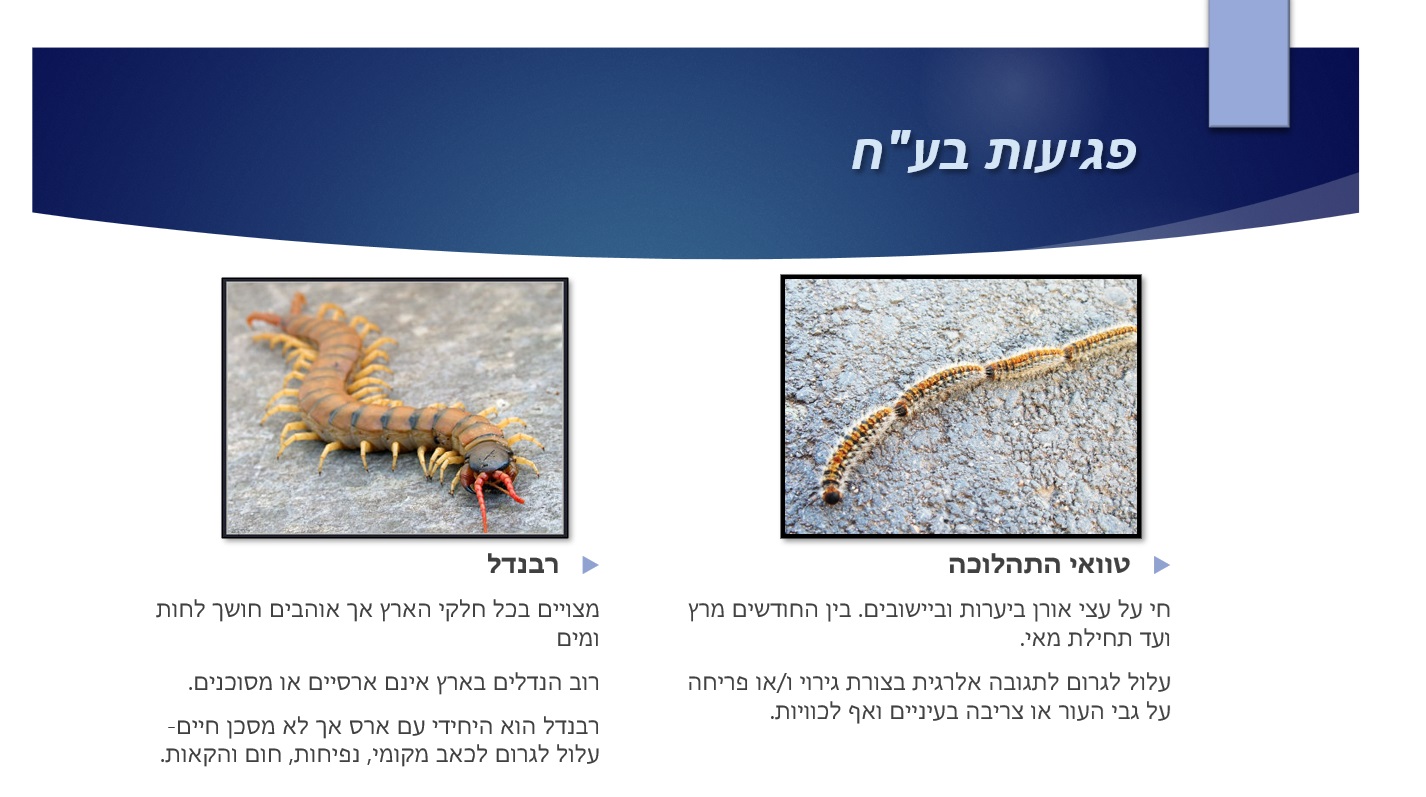 פגיעות בע"ח
טוואי התהלוכה
חי על עצי אורן ביערות וביישובים. בין החודשים מרץ
ועד תחילת מאי.
עלול לגרום לתגובה אלרגית בצורת גירוי ו/או פריחה
על גבי העור או צריבה בעיניים ואף לכוויות.
רבנדל
מצויים בכל חלקי הארץ אך אוהבים חושך לחות
ומים
רוב הנדלים בארץ אינם ארסיים או מסוכנים.
רבנדל הוא היחידי עם ארס אך לא מסכן חיים-
עלול לגרום לכאב מקומי, נפיחות, חום והקאות.